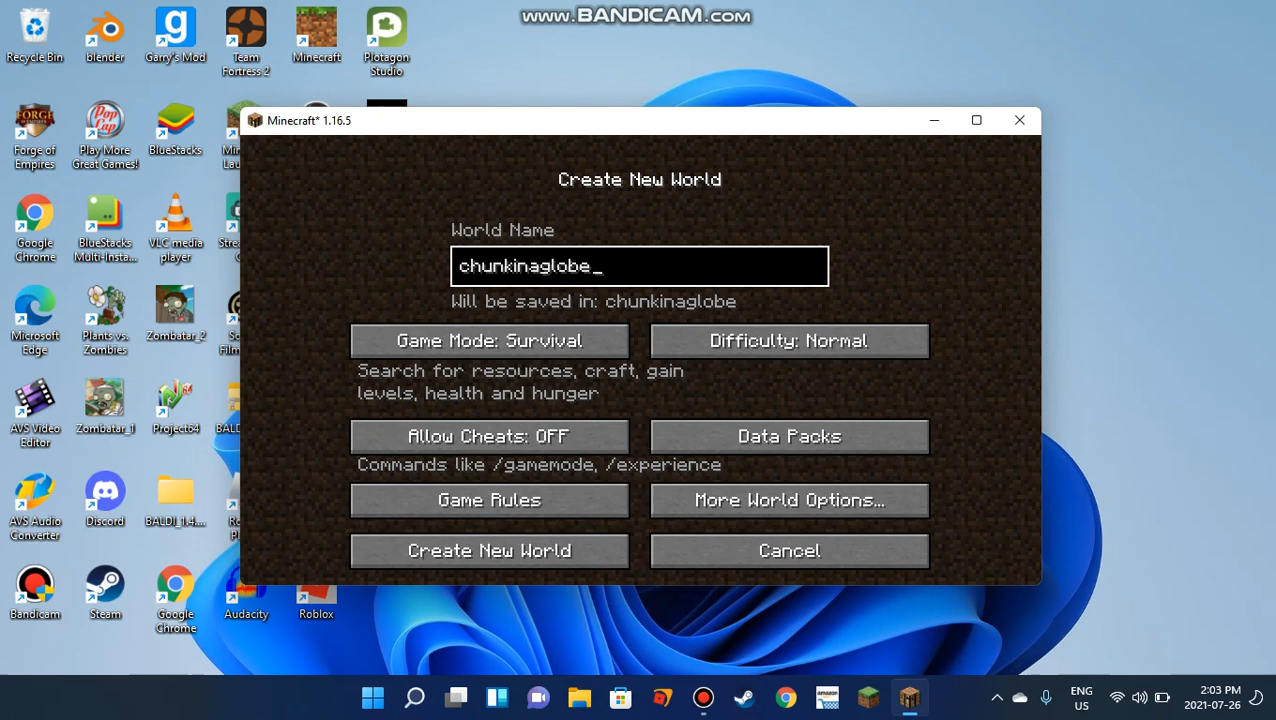 www.BANDICAM.com
Recycle Bin
blender
Garry's Mod
Team
Fortress 2
Minecraft
Plotagon
Studio
Forge of
Empires
Play More
Great Games!
BlueStacks
Google
Chrome
BlueStacks
Multi-Insta...
VLC media
player
Microsoft
Edge
Plants vs.
Zombies
Zombatar_2
AVS Video
Editor
Zombatar_1
Project64
AVS Audio
Converter
Discord
BALDI_1.4....
Bandicam
Steam
Google
Chrome
Audacity
Roblox
Minecraft* 1.16.5
Create New World
World Name
chunkinaglobe_
Will be saved in: chunkinaglobe
Game Mode: Survival
Difficulty: Normal
Search for resources, craft, gain
levels, health and hunger
Allow Cheats: OFF
Data Packs
Commands like /gamemode, /experience
Game Rules
More World Options...
Create New World
Cancel
amazon
ENG
US
2:03 PM
2021-07-26